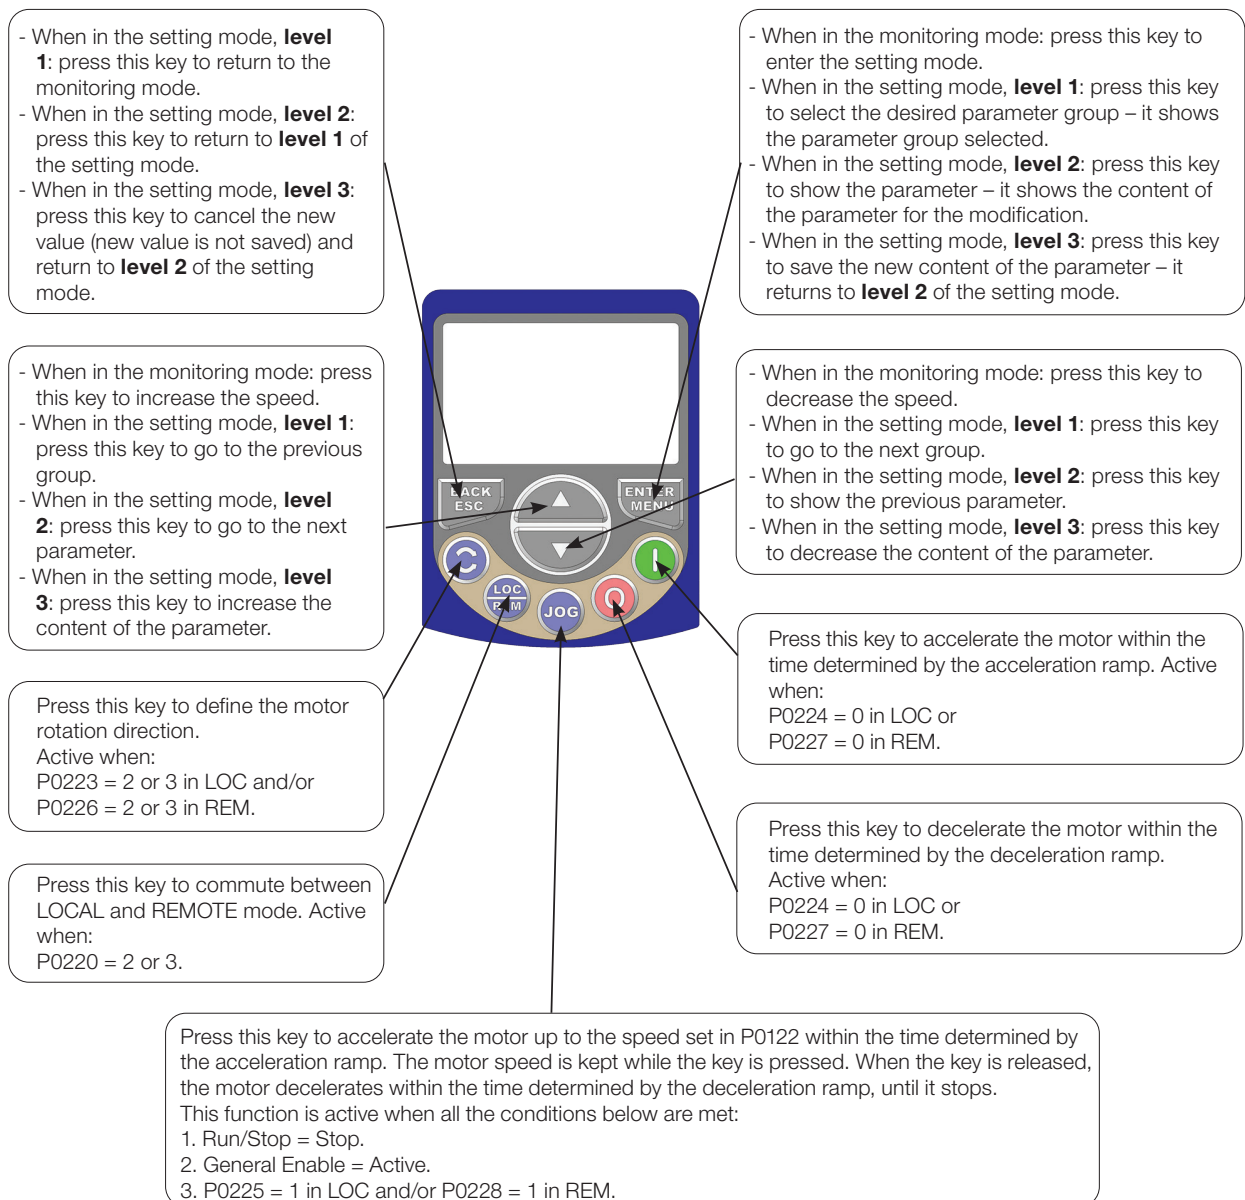 - When in the setting mode, level
1: press this key to return to the
monitoring mode.
- When in the setting mode, level 2:
press this key to return to level 1 of
the setting mode.
- When in the setting mode, level 3:
press this key to cancel the new
value (new value is not saved) and
return to level 2 of the setting
mode.
- When in the monitoring mode: press this key to
enter the setting mode.
- When in the setting mode, level 1: press this key
to select the desired parameter group – it shows
the parameter group selected.
- When in the setting mode, level 2: press this key
to show the parameter – it shows the content of
the parameter for the modification.
- When in the setting mode, level 3: press this key
to save the new content of the parameter – it
returns to level 2 of the setting mode.
- When in the monitoring mode: press
this key to increase the speed.
- When in the setting mode, level 1:
press this key to go to the previous
group.
- When in the setting mode, level
2: press this key to go to the next
parameter.
- When in the setting mode, level
3: press this key to increase the
content of the parameter.
- When in the monitoring mode: press this key to
decrease the speed.
- When in the setting mode, level 1: press this key
to go to the next group.
- When in the setting mode, level 2: press this key
to show the previous parameter.
- When in the setting mode, level 3: press this key
to decrease the content of the parameter.
BACK
ESC
ENTER
MENU
LOC
REM
JOG
Press this key to define the motor
rotation direction.
Active when:
P0223 = 2 or 3 in LOC and/or
P0226 = 2 or 3 in REM.
Press this key to accelerate the motor within the
time determined by the acceleration ramp. Active
when:
P0224 = 0 in LOC or
P0227 = 0 in REM.
Press this key to commute between
LOCAL and REMOTE mode. Active
when:
P0220 = 2 or 3.
Press this key to decelerate the motor within the
time determined by the deceleration ramp.
Active when:
P0224 = 0 in LOC or
P0227 = 0 in REM.
Press this key to accelerate the motor up to the speed set in P0122 within the time determined by
the acceleration ramp. The motor speed is kept while the key is pressed. When the key is released,
the motor decelerates within the time determined by the deceleration ramp, until it stops.
This function is active when all the conditions below are met:
1. Run/Stop = Stop.
2. General Enable = Active.
3. P0225 = 1 in LOC and/or P0228 = 1 in REM.